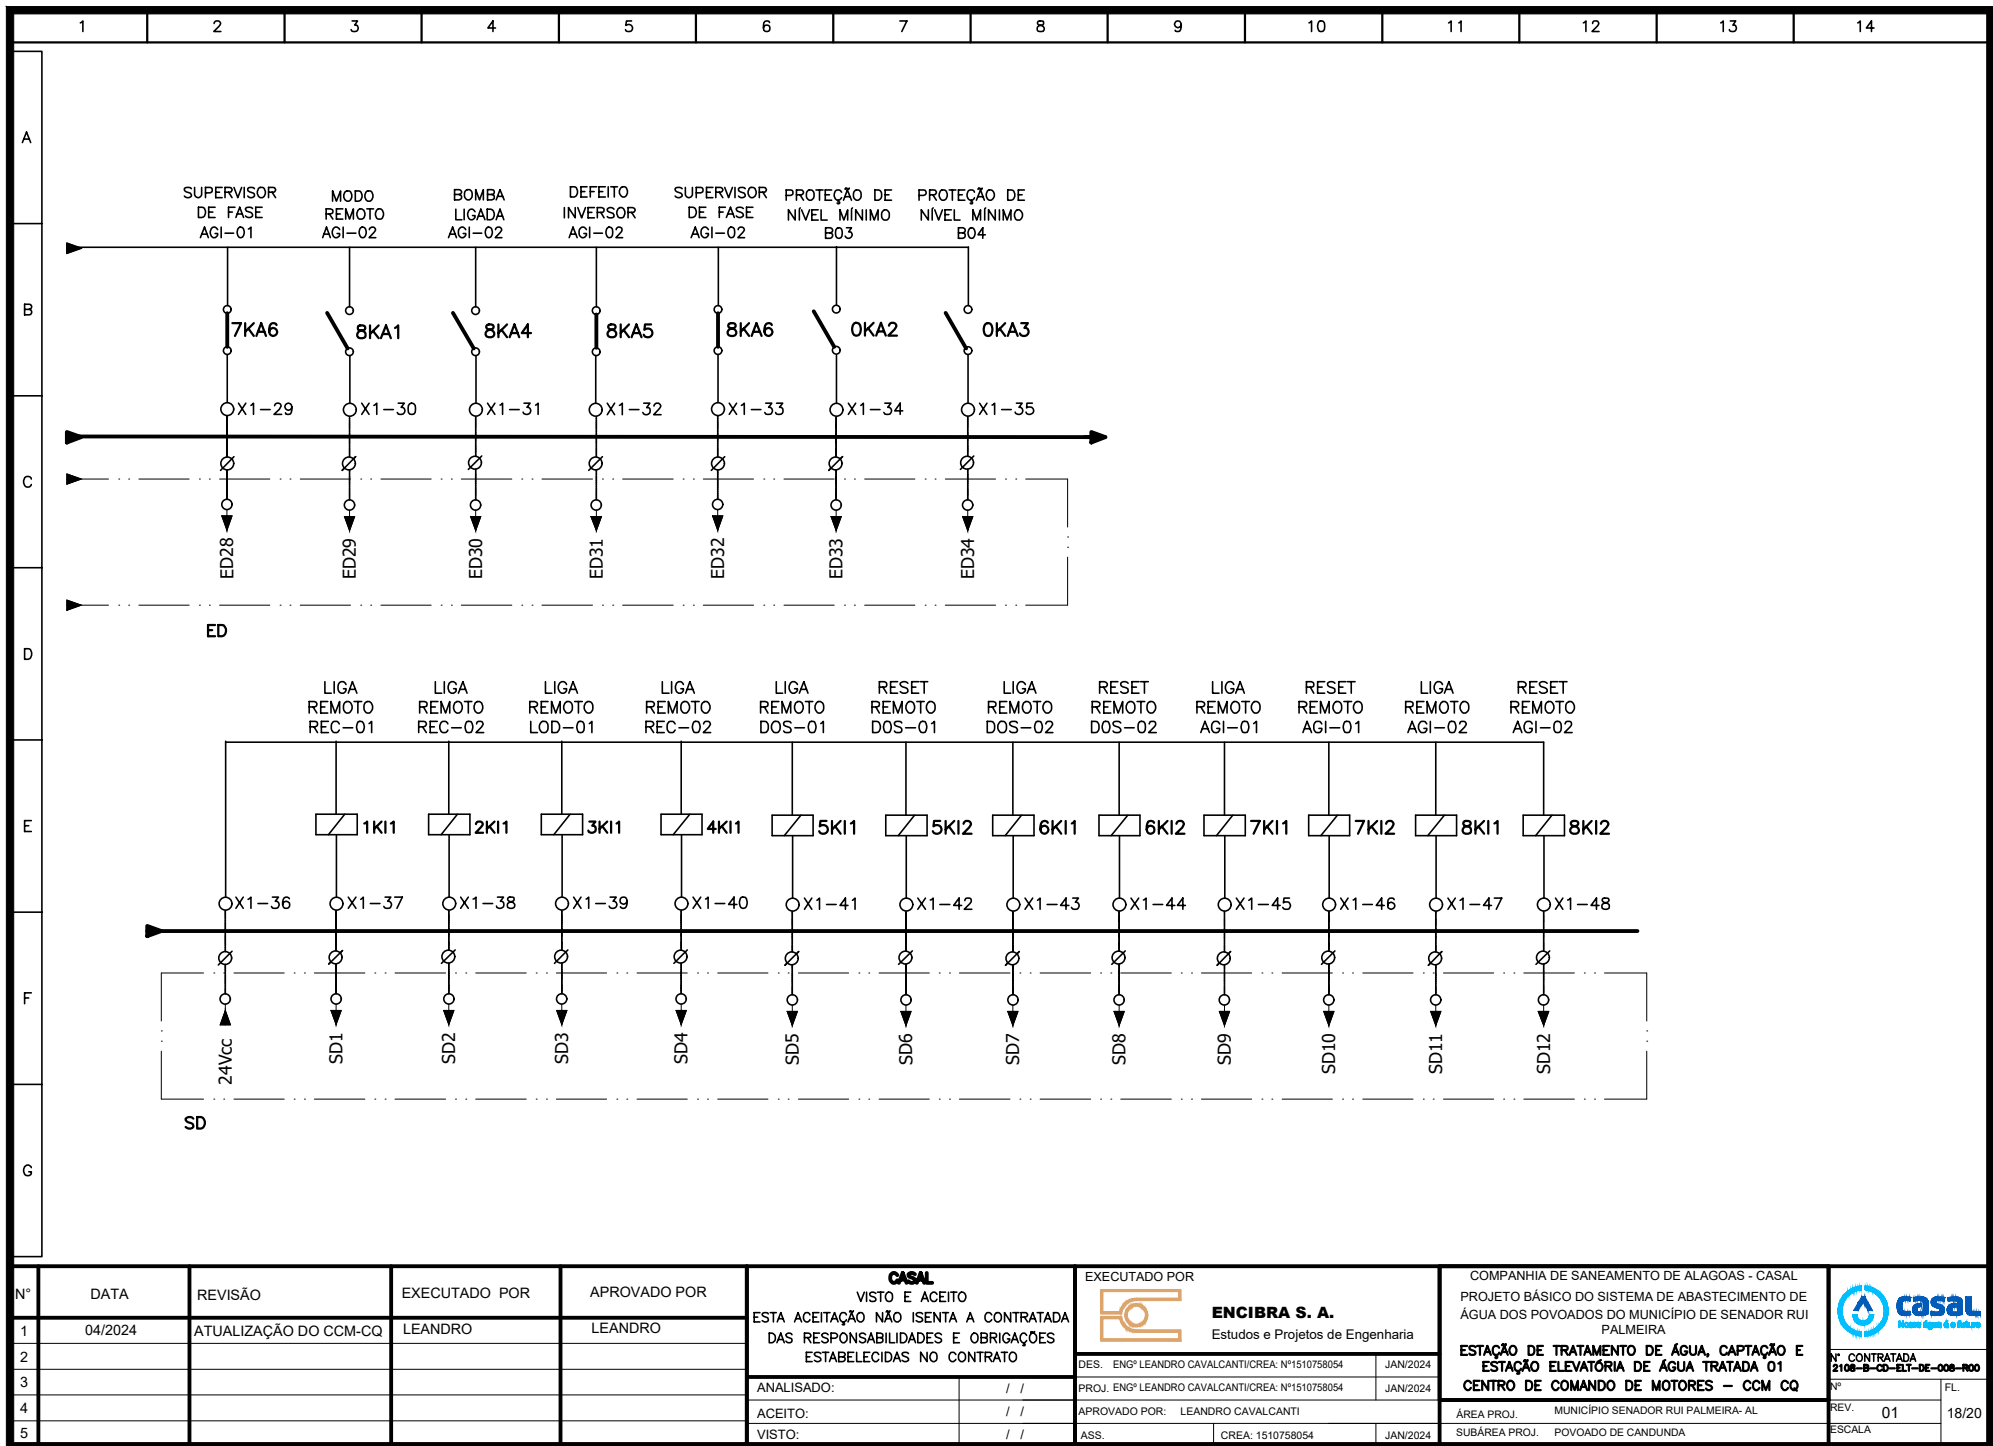 1 2 3 4 5 6 7 8 9 10 11 12 13 14
A
B
C
D
E
F
G
SUPERVISOR
DE FASE
AGI-01
MODO
REMOTO
AGI-02
BOMBA
LIGADA
AGI-02
DEFEITO
INVERSOR
AGI-02
SUPERVISOR
DE FASE
AGI-02
PROTEÇÃO DE
NÍVEL MÍNIMO
B03
PROTEÇÃO DE
NÍVEL MÍNIMO
B04
7KA6 8KA1 8KA4 8KA5 8KA6 0KA2 0KA3
X1-29 X1-30 X1-31 X1-32 X1-33 X1-34 X1-35
ED28 ED29 ED30 ED31 ED32 ED33 ED34
ED
LIGA
REMOTO
REC-01
LIGA
REMOTO
REC-02
LIGA
REMOTO
LOD-01
LIGA
REMOTO
REC-02
LIGA
REMOTO
DOS-01
RESET
REMOTO
DOS-01
LIGA
REMOTO
DOS-02
RESET
REMOTO
DOS-02
LIGA
REMOTO
AGI-01
RESET
REMOTO
AGI-01
LIGA
REMOTO
AGI-02
RESET
REMOTO
AGI-02
1KI1 2KI1 3KI1 4KI1 5KI1 5KI2 6KI1 6KI2 7KI1 7KI2 8KI1 8KI2
X1-36 X1-37 X1-38 X1-39 X1-40 X1-41 X1-42 X1-43 X1-44 X1-45 X1-46 X1-47 X1-48
24Vcc SD1 SD2 SD3 SD4 SD5 SD6 SD7 SD8 SD9 SD10 SD11 SD12
SD
N° DATA REVISÃO EXECUTADO POR APROVADO POR
1 04/2024 ATUALIZAÇÃO DO CCM-CQ LEANDRO LEANDRO
2
3
4
5
CASAL
VISTO E ACEITO
ESTA ACEITAÇÃO NÃO ISENTA A CONTRATADA
DAS RESPONSABILIDADES E OBRIGAÇÕES
ESTABELECIDAS NO CONTRATO
ANALISADO: / /
ACEITO: / /
VISTO: / /
EXECUTADO POR
ENCIBRA S. A.
Estudos e Projetos de Engenharia
DES. ENGº LEANDRO CAVALCANTI/CREA: Nº1510758054 JAN/2024
PROJ. ENGº LEANDRO CAVALCANTI/CREA: Nº1510758054 JAN/2024
APROVADO POR: LEANDRO CAVALCANTI
ASS. CREA: 1510758054 JAN/2024
COMPANHIA DE SANEAMENTO DE ALAGOAS - CASAL
PROJETO BÁSICO DO SISTEMA DE ABASTECIMENTO DE
ÁGUA DOS POVOADOS DO MUNICÍPIO DE SENADOR RUI
PALMEIRA
ESTAÇÃO DE TRATAMENTO DE ÁGUA, CAPTAÇÃO E
ESTAÇÃO ELEVATÓRIA DE ÁGUA TRATADA 01
CENTRO DE COMANDO DE MOTORES - CCM CQ
ÁREA PROJ. MUNICÍPIO SENADOR RUI PALMEIRA- AL
SUBÁREA PROJ. POVOADO DE CANDUNDA
casal
Nossa água é o futuro
N° CONTRATADA
2108-B-CD-ELT-DE-008-R00
Nº
REV. 01
ESCALA
FL.
18/20